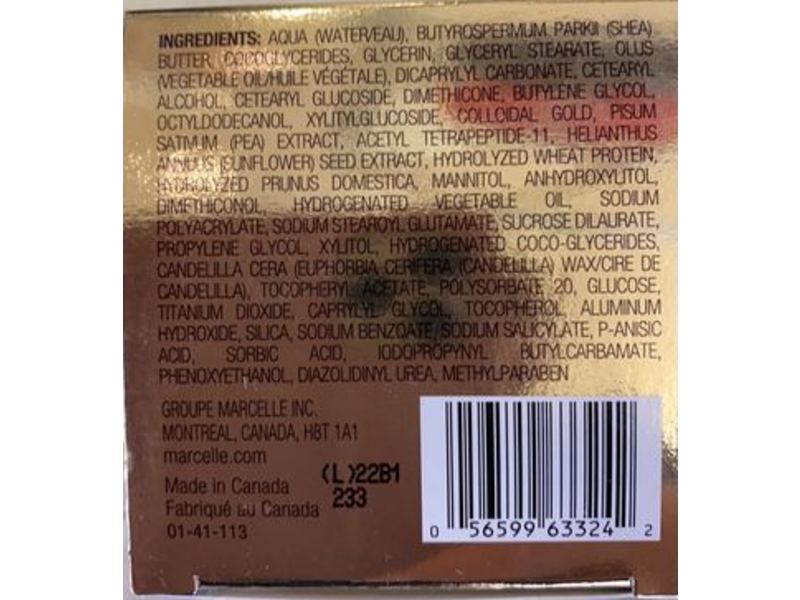 INGREDIENTS: AQUA (WATER/EAU), BUTYROSPERMUM PARKII (SHEA)
BUTTER, COCOGLYCERIDES, GLYCERIN, GLYCERYL STEARATE, OLUS
(VEGETABLE OIL/HUILE VÉGÉTALE), DICAPRYLYL CARBONATE, CETEARYL
ALCOHOL, CETEARYL GLUCOSIDE, DIMETHICONE, BUTYLENE GLYCOL,
OCTYLDODECANOL, XYLITYLGLUCOSIDE, COLLOIDAL GOLD, PISUM
SATIVUM (PEA) EXTRACT, ACETYL TETRAPEPTIDE-11, HELIANTHUS
ANNUUS (SUNFLOWER) SEED EXTRACT, HYDROLYZED WHEAT PROTEIN,
HYDROLYZED PRUNUS DOMESTICA, MANNITOL, ANHYDROXYLITOL,
DIMETHICONOL, HYDROGENATED VEGETABLE OIL, SODIUM
POLYACRYLATE, SODIUM STEAROYL GLUTAMATE, SUCROSE DILAURATE,
PROPYLENE GLYCOL, XYLITOL, HYDROGENATED COCO-GLYCERIDES,
CANDELILLA CERA (EUPHORBIA CERIFERA (CANDELILLA) WAX/CIRE DE
CANDELILLA), TOCOPHERYL ACETATE, POLYSORBATE 20, GLUCOSE,
TITANIUM DIOXIDE, CAPRYLYL GLYCOL, TOCOPHEROL, ALUMINUM
HYDROXIDE, SILICA, SODIUM BENZOATE, SODIUM SALICYLATE, P-ANISIC
ACID, SORBIC ACID, IODOPROPYNYL BUTYLCARBAMATE,
PHENOXYETHANOL, DIAZOLIDINYL UREA, METHYLPARABEN
GROUPE MARCELLE INC.
MONTREAL, CANADA, H8T 1A1
marcelle.com
Made in Canada
Fabriqué au Canada
01-41-113
(L)22B1
233
0 56599 63324 2